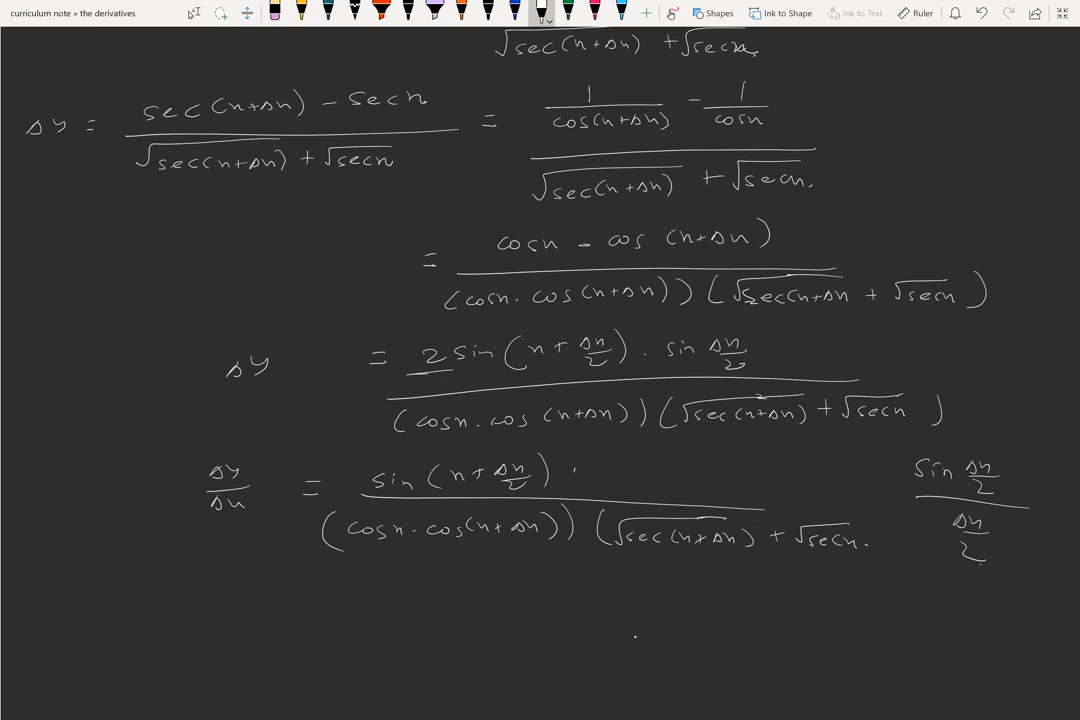 curriculum note » the derivatives
Shapes Ink to Shape Ink to Text Ruler
√sec(x+Δx) + √secx
Δy = (sec(x+Δx) - secx) / (√sec(x+Δx) + √secx) = (1/cos(x+Δx) - 1/cosx) / (√sec(x+Δx) + √secx.)
= (cosx - cos (x+Δx)) / ((cosx. cos(x+Δx)) (√sec(x+Δx + √secx))
Δy = (2 sin (x + Δx/2) . sin Δx/2) / ((cosx. cos (x+Δx)) (√sec(x+Δx) + √secx))
Δy/Δx = (sin (x + Δx/2) .) / ((cosx. cos(x+Δx)) (√sec(x+Δx) + √secx.) (sin Δx/2) / (Δx/2)